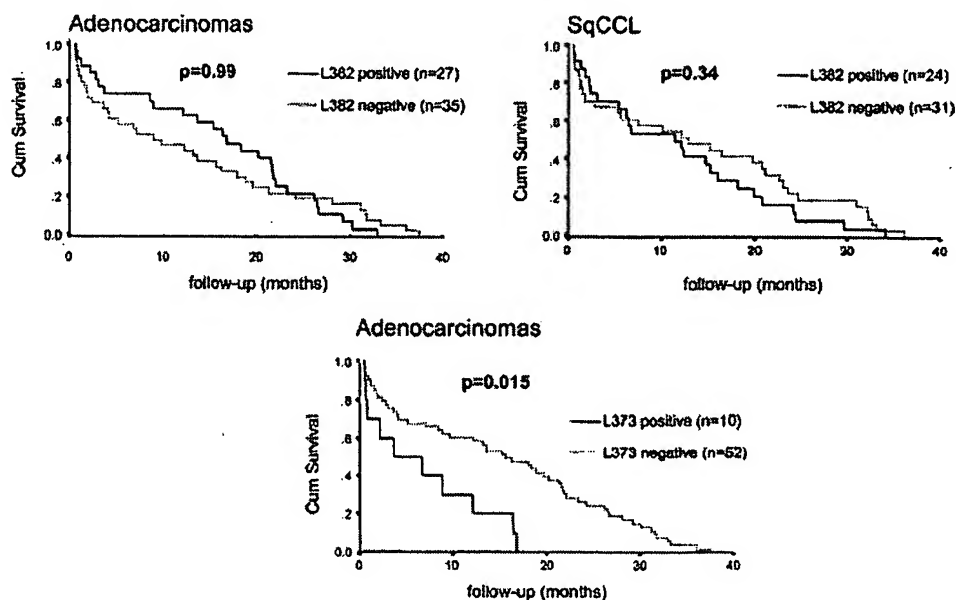 Adenocarcinomas
p=0.99
L382 positive (n=27)
L382 negative (n=35)
Cum Survival
1.0
.8
.6
.4
.2
0.0
0 10 20 30 40
follow-up (months)
SqCCL
p=0.34
L382 positive (n=24)
L382 negative (n=31)
Cum Survival
1.0
.8
.6
.4
.2
0.0
0 10 20 30 40
follow-up (months)
Adenocarcinomas
p=0.015
L373 positive (n=10)
L373 negative (n=52)
Cum Survival
1.0
.8
.6
.4
.2
0.0
0 10 20 30 40
follow-up (months)